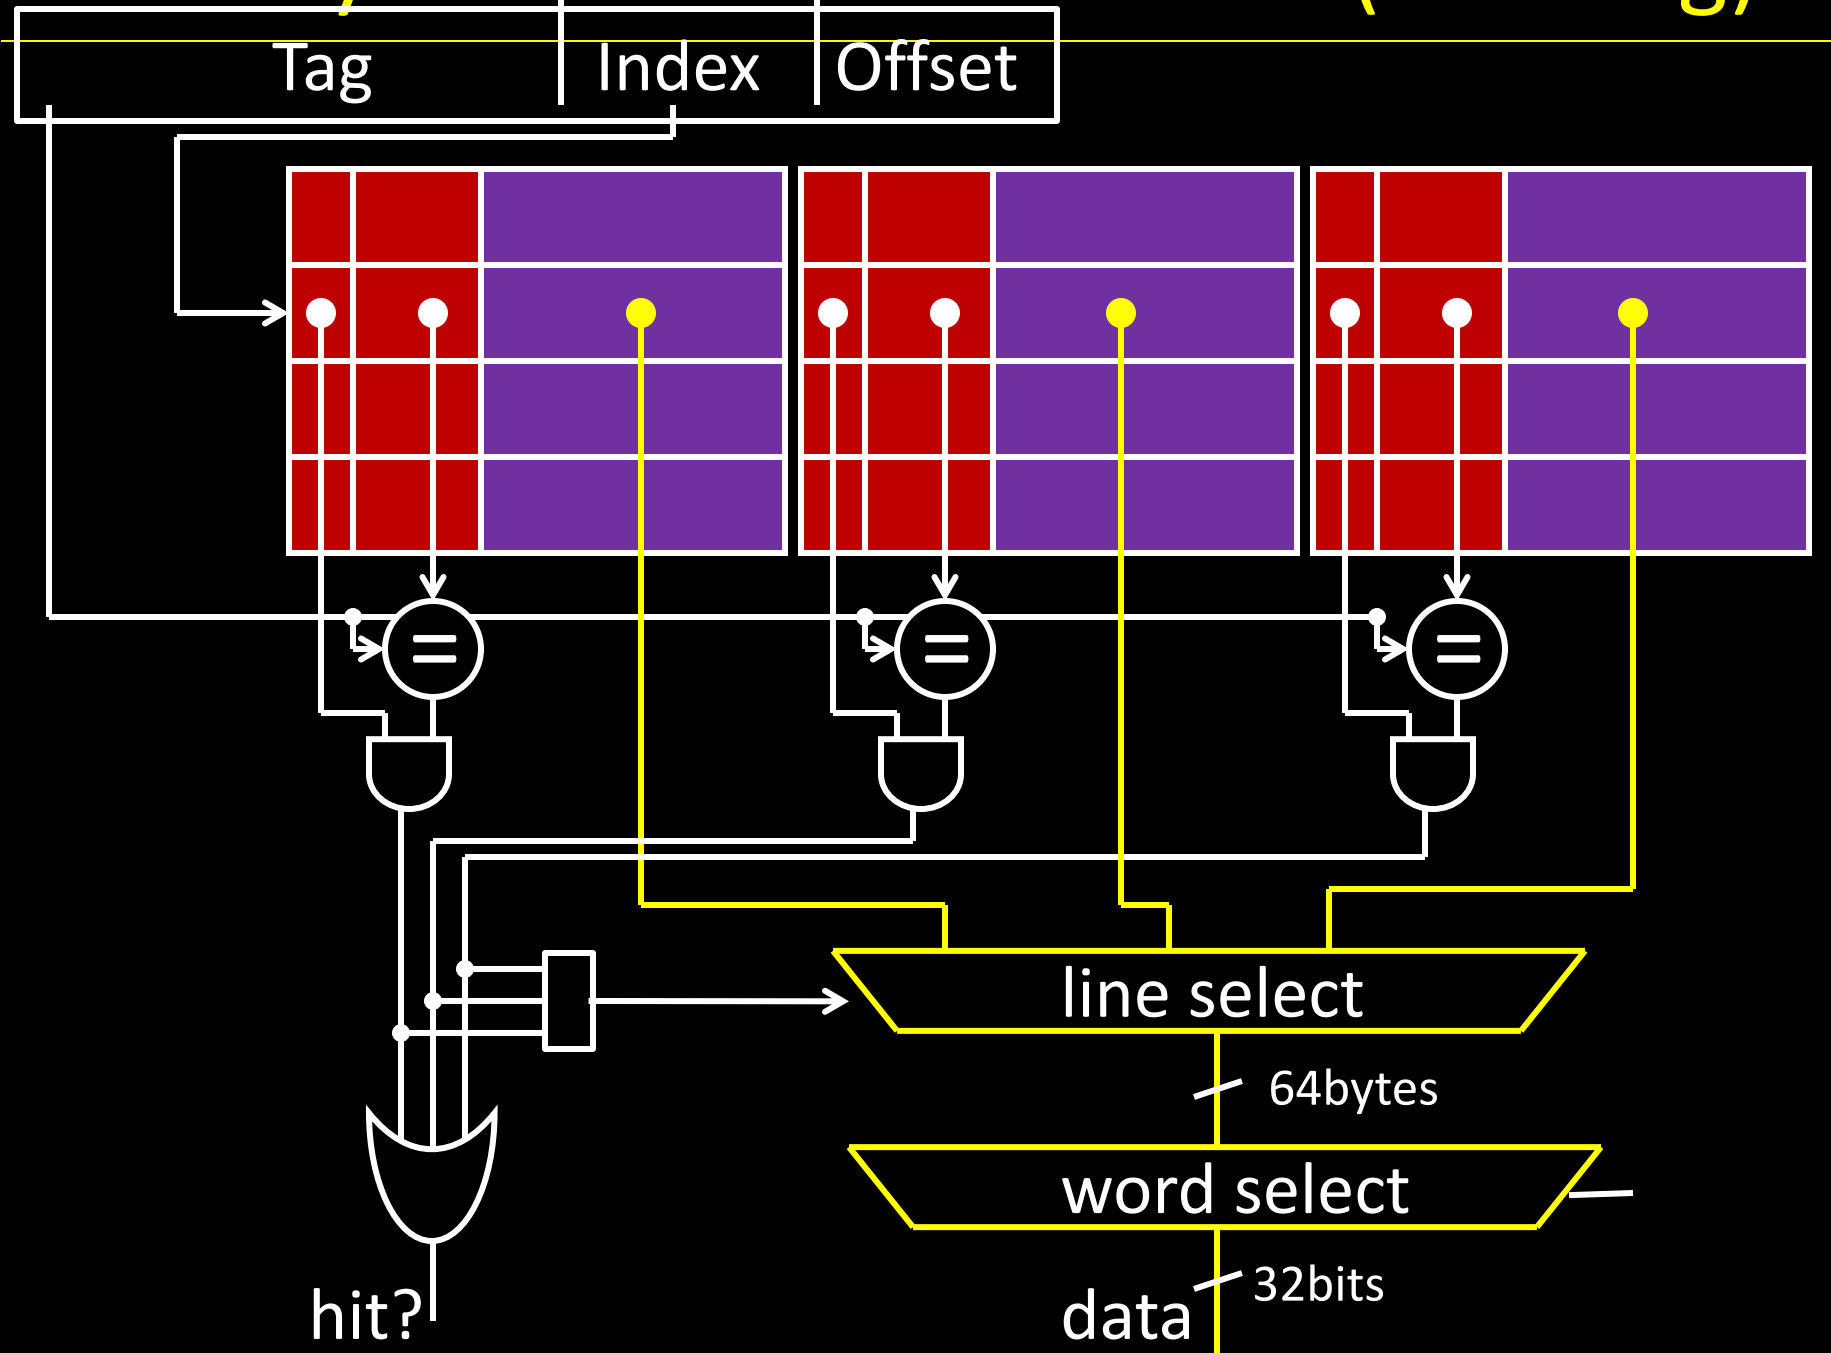 Tag Index Offset
=
=
=
line select
64bytes
word select
32bits
hit?
data